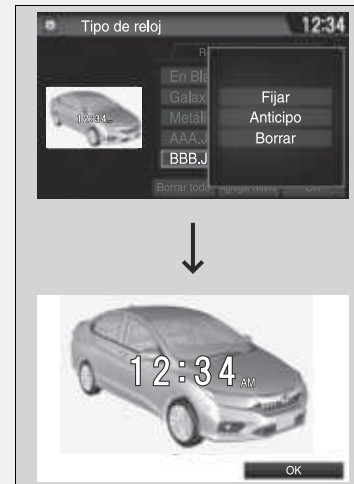 Tipo de reloj
12:34
R
En Bla
Galax
Metáli
AAA.J
BBB.J
12:34
Fijar
Anticipo
Borrar
Borrar todo Agregar Nuevo OK
12:34 AM
OK